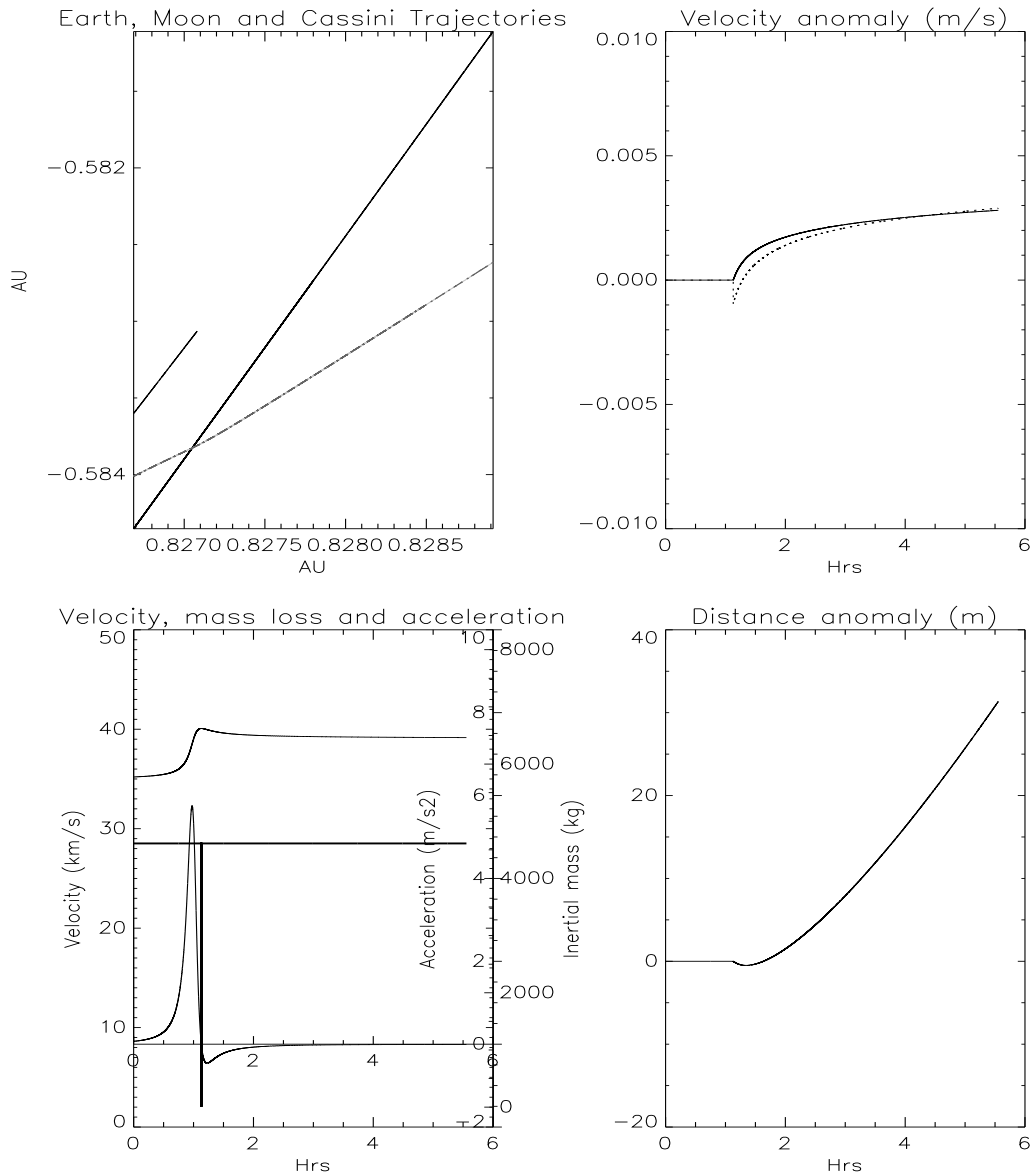 Earth, Moon and Cassini Trajectories
−0.582
−0.584
AU
0.8270 0.8275 0.8280 0.8285
AU
Velocity anomaly (m/s)
0.010
0.005
0.000
−0.005
−0.010
0 2 4 6
Hrs
Velocity, mass loss and acceleration
50
40
30
20
10
0
Velocity (km/s)
0 2 4 6
0 2 4 6
Hrs
10
8
6
4
2
0
−2
Acceleration (m/s2)
8000
6000
4000
2000
0
Inertial mass (kg)
Distance anomaly (m)
40
20
0
−20
0 2 4 6
Hrs